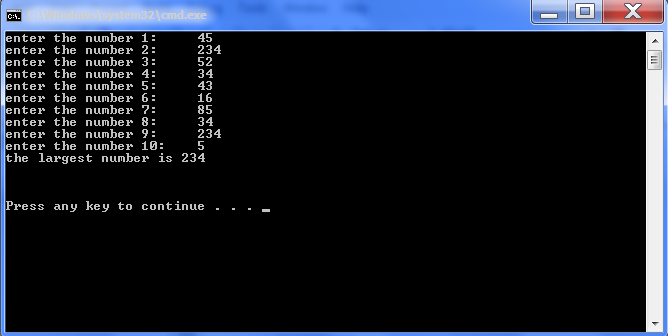 system32\cmd.exe
enter the number 1: 45
enter the number 2: 234
enter the number 3: 52
enter the number 4: 34
enter the number 5: 43
enter the number 6: 16
enter the number 7: 85
enter the number 8: 34
enter the number 9: 234
enter the number 10: 5
the largest number is 234
Press any key to continue . . . _